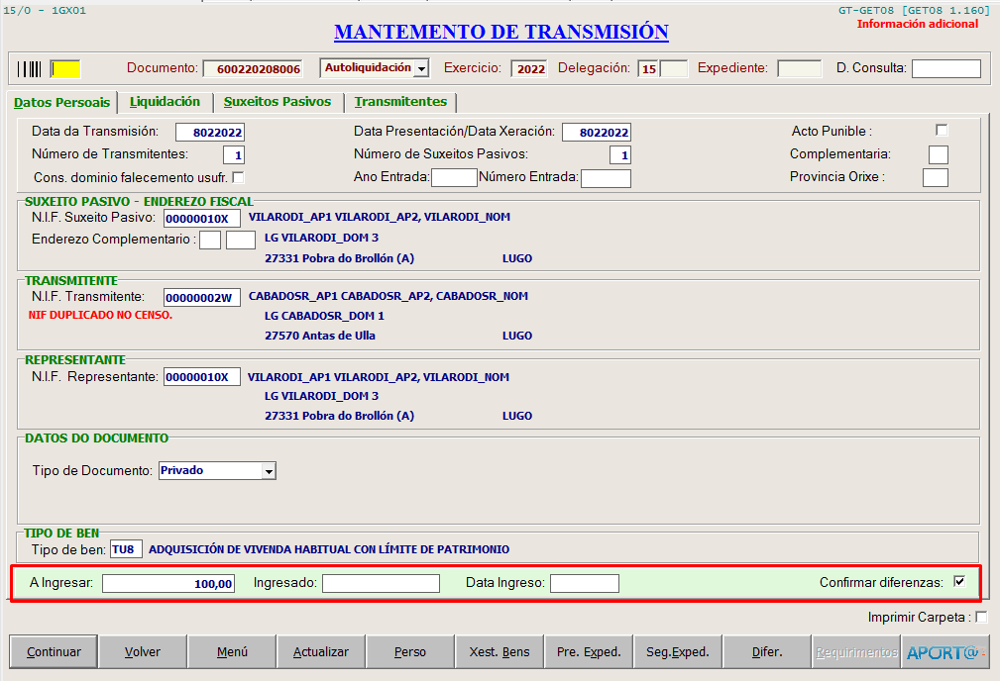 15/0 - 1GX01 GT-GET08 [GET08 1.160]
MANTEMENTO DE TRANSMISIÓN Información adicional
Documento: 600220208006 Autoliquidación Exercicio: 2022 Delegación: 15 Expediente: D. Consulta:
Datos Persoais Liquidación Suxeitos Pasivos Transmitentes
Data da Transmisión: 8022022 Data Presentación/Data Xeración: 8022022 Acto Punible :
Número de Transmitentes: 1 Número de Suxeitos Pasivos: 1 Complementaria:
Cons. dominio falecemento usufr. Ano Entrada: Número Entrada: Provincia Orixe :
SUXEITO PASIVO - ENDEREZO FISCAL
N.I.F. Suxeito Pasivo: 00000010X VILARODI_AP1 VILARODI_AP2, VILARODI_NOM
Enderezo Complementario : LG VILARODI_DOM 3
27331 Pobra do Brollón (A) LUGO
TRANSMITENTE
N.I.F. Transmitente: 00000002W CABADOSR_AP1 CABADOSR_AP2, CABADOSR_NOM
NIF DUPLICADO NO CENSO. LG CABADOSR_DOM 1
27570 Antas de Ulla LUGO
REPRESENTANTE
N.I.F. Representante: 00000010X VILARODI_AP1 VILARODI_AP2, VILARODI_NOM
LG VILARODI_DOM 3
27331 Pobra do Brollón (A) LUGO
DATOS DO DOCUMENTO
Tipo de Documento: Privado
TIPO DE BEN
Tipo de ben: TU8 ADQUISICIÓN DE VIVENDA HABITUAL CON LÍMITE DE PATRIMONIO
A Ingresar: 100,00 Ingresado: Data Ingreso: Confirmar diferenzas:
Imprimir Carpeta :
Continuar Volver Menú Actualizar Perso Xest. Bens Pre. Exped. Seg.Exped. Difer. Requirimentos APORT@